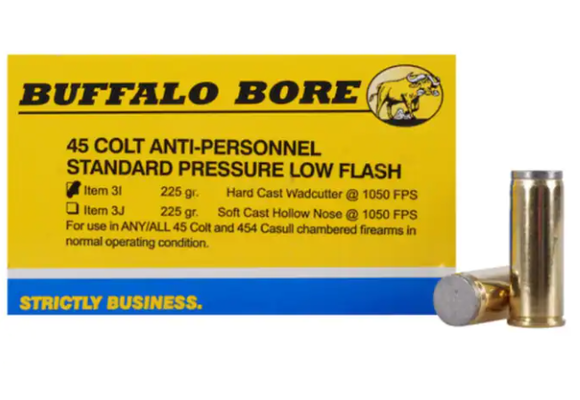 BUFFALO BORE
45 COLT ANTI-PERSONNEL
STANDARD PRESSURE LOW FLASH
Item 3I 225 gr. Hard Cast Wadcutter @ 1050 FPS
Item 3J 225 gr. Soft Cast Hollow Nose @ 1050 FPS
For use in ANY/ALL 45 Colt and 454 Casull chambered firearms in
normal operating condition.
STRICTLY BUSINESS.